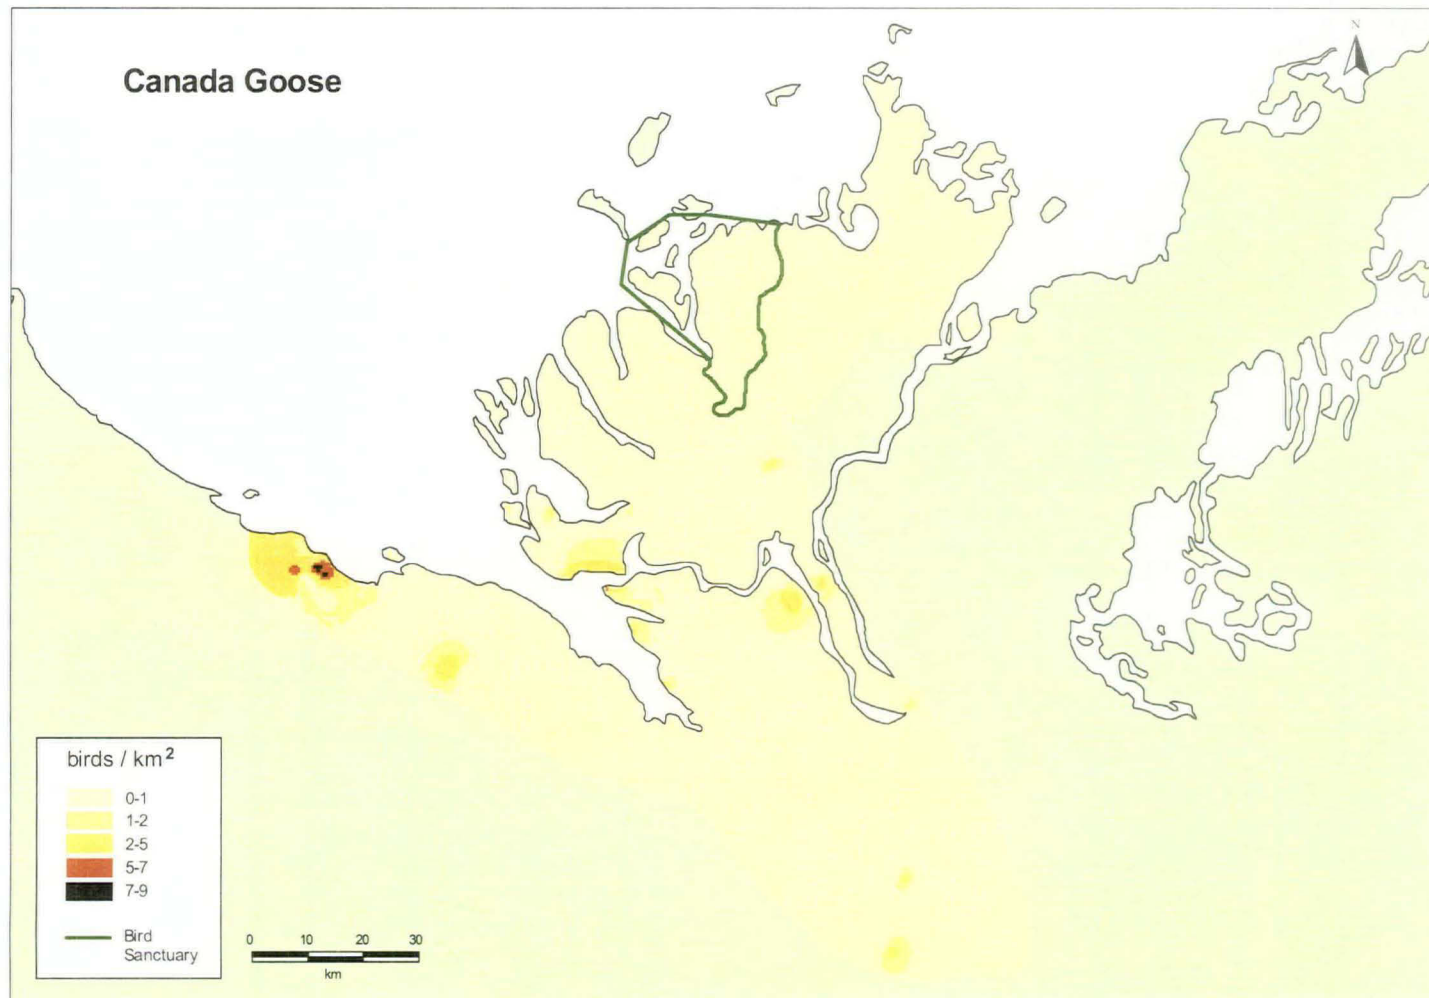 N
Canada Goose
birds / km²
0-1
1-2
2-5
5-7
7-9
Bird
Sanctuary
0 10 20 30
km